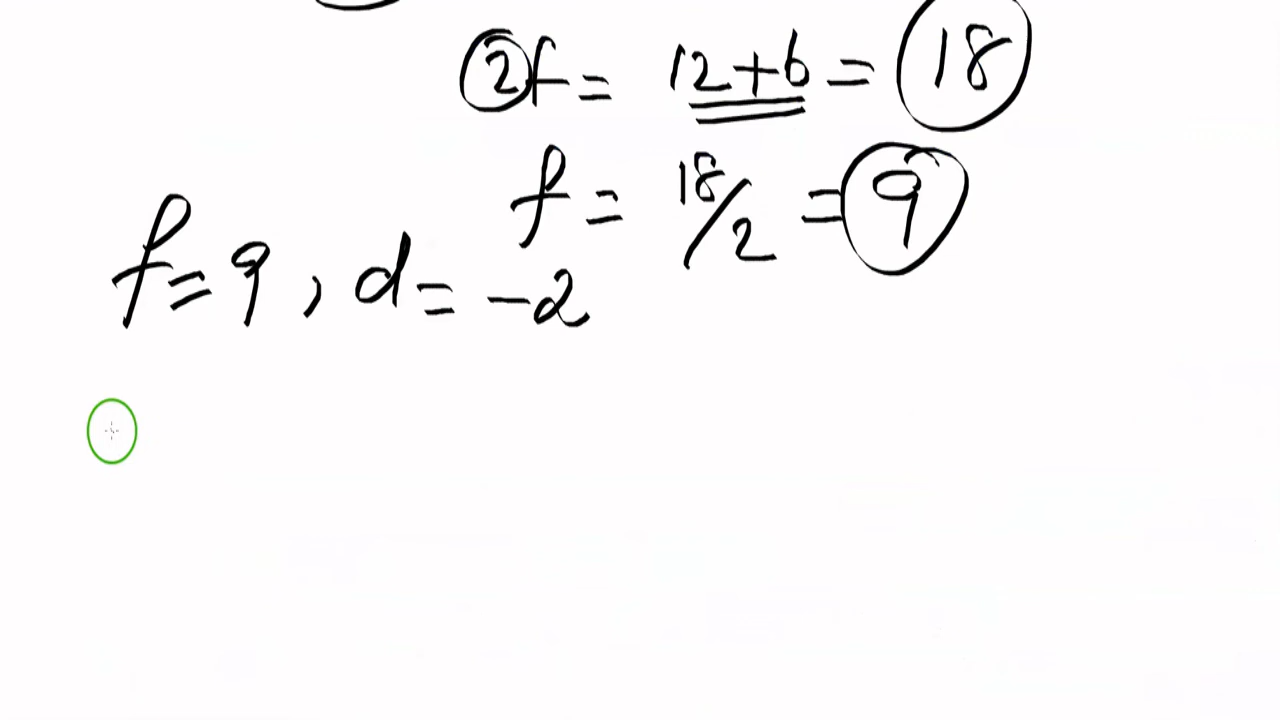 2f = 12+6 = 18
f = 18/2 = 9
f = 9 , d = -2